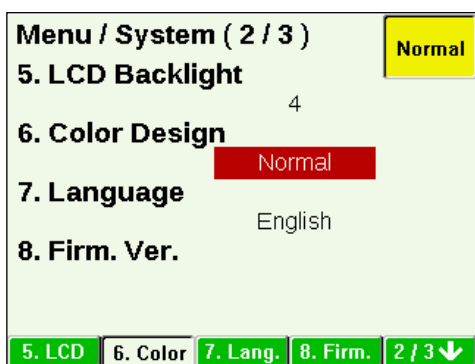 Menu / System ( 2 / 3 )
Normal
5. LCD Backlight
4
6. Color Design
Normal
7. Language
English
8. Firm. Ver.
5. LCD 6. Color 7. Lang. 8. Firm. 2 / 3